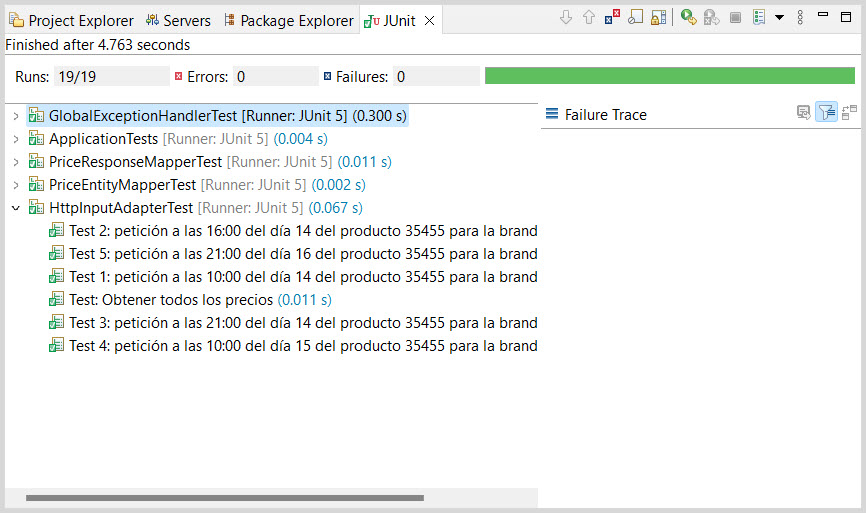 Project Explorer Servers Package Explorer JUnit
Finished after 4.763 seconds
Runs: 19/19 Errors: 0 Failures: 0
GlobalExceptionHandlerTest [Runner: JUnit 5] (0.300 s)
Failure Trace
ApplicationTests [Runner: JUnit 5] (0.004 s)
PriceResponseMapperTest [Runner: JUnit 5] (0.011 s)
PriceEntityMapperTest [Runner: JUnit 5] (0.002 s)
HttpInputAdapterTest [Runner: JUnit 5] (0.067 s)
Test 2: petición a las 16:00 del día 14 del producto 35455 para la brand
Test 5: petición a las 21:00 del día 16 del producto 35455 para la brand
Test 1: petición a las 10:00 del día 14 del producto 35455 para la brand
Test: Obtener todos los precios (0.011 s)
Test 3: petición a las 21:00 del día 14 del producto 35455 para la brand
Test 4: petición a las 10:00 del día 15 del producto 35455 para la brand